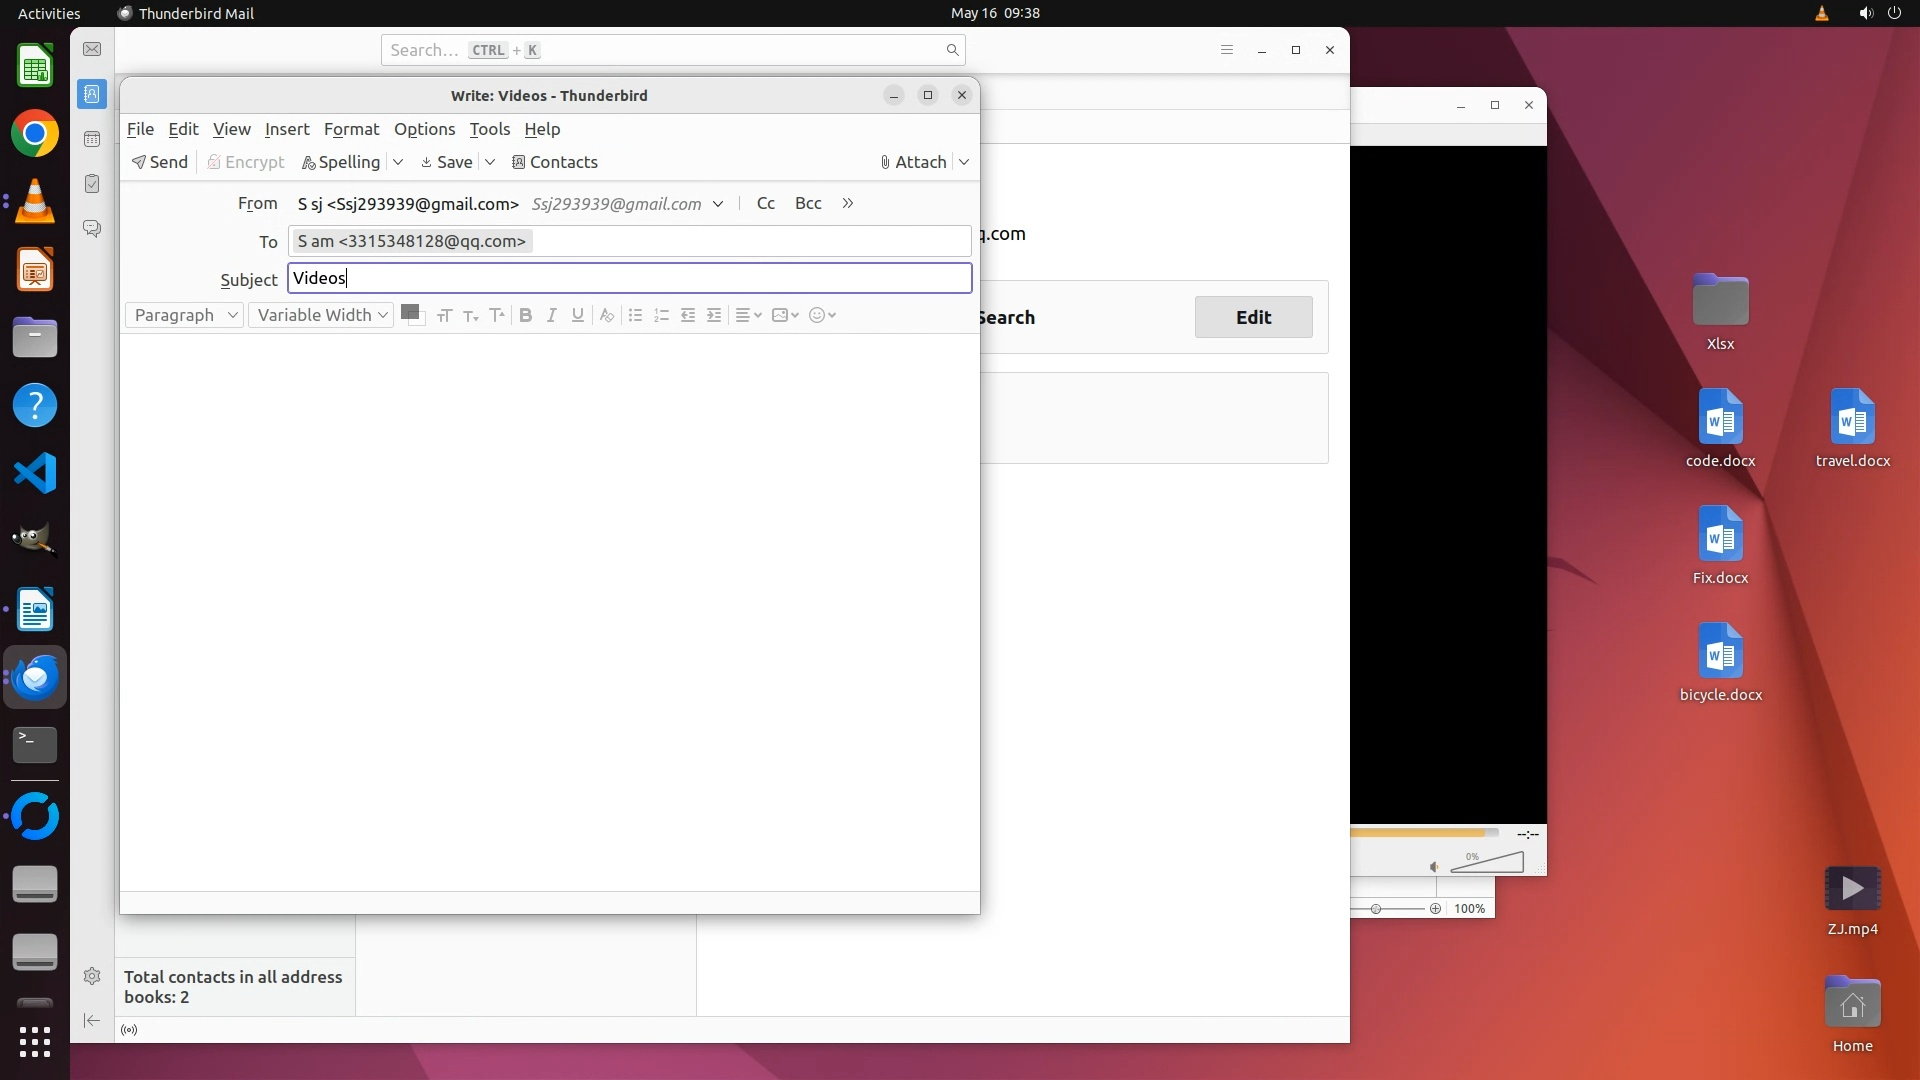 Activities
Thunderbird Mail
May 16 09:38
Search… CTRL + K
Write: Videos - Thunderbird
File Edit View Insert Format Options Tools Help
Send Encrypt Spelling Save Contacts Attach
From S sj <Ssj293939@gmail.com> Ssj293939@gmail.com Cc Bcc
To S am <3315348128@qq.com>
Subject Videos
Paragraph Variable Width
q.com
Search
Edit
Total contacts in all address
books: 2
--:--
0%
100%
Xlsx
code.docx
travel.docx
Fix.docx
bicycle.docx
ZJ.mp4
Home